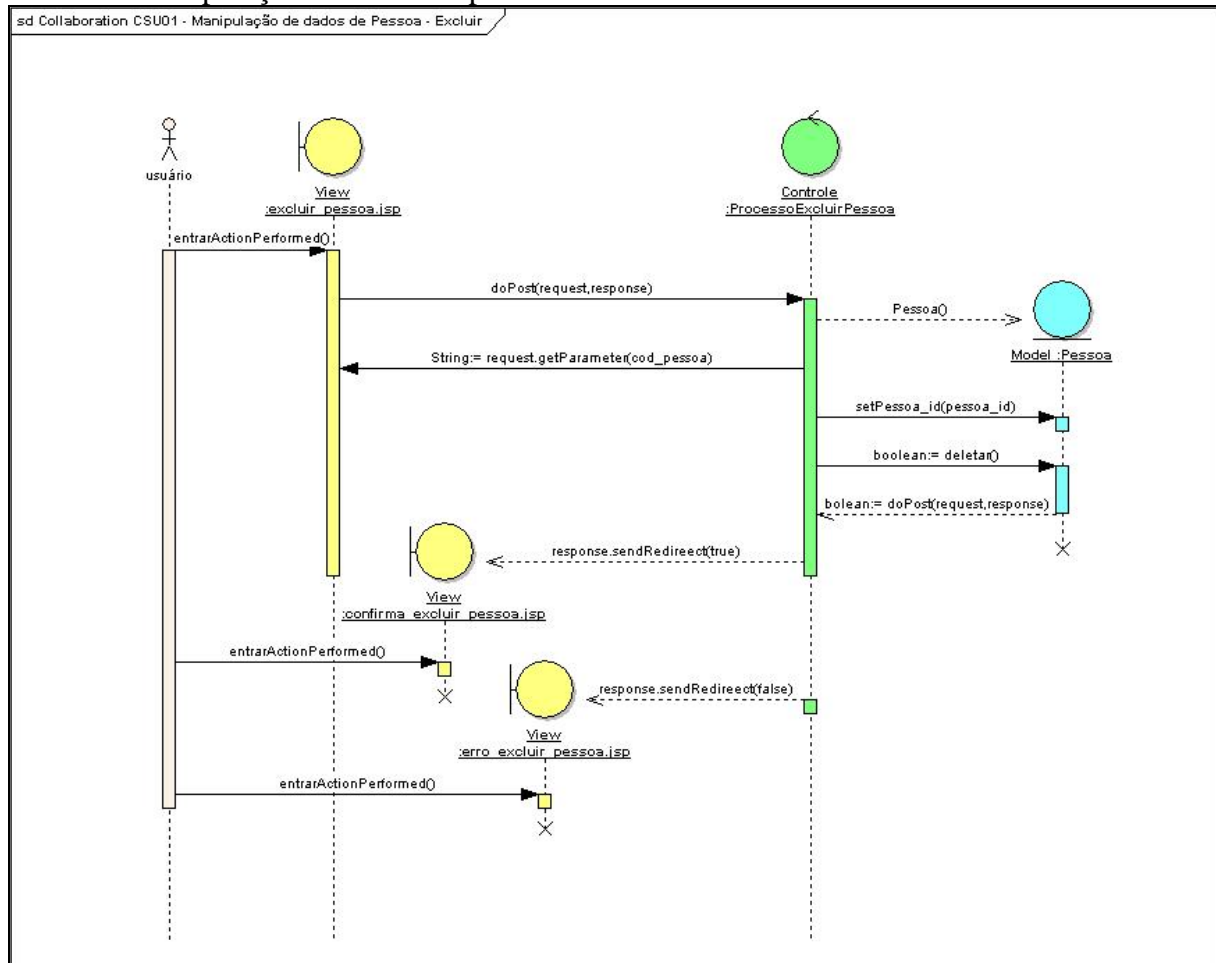 sd Collaboration CSU01 - Manipulação de dados de Pessoa - Excluir
usuário
View
:excluir_pessoa.jsp
Controle
:ProcessoExcluirPessoa
entrarActionPerformed()
doPost(request,response)
Pessoa()
Model :Pessoa
String:= request.getParameter(cod_pessoa)
setPessoa_id(pessoa_id)
boolean:= deletar()
bolean:= doPost(request,response)
response.sendRedireect(true)
View
:confirma_excluir_pessoa.jsp
entrarActionPerformed()
response.sendRedireect(false)
View
:erro_excluir_pessoa.jsp
entrarActionPerformed()